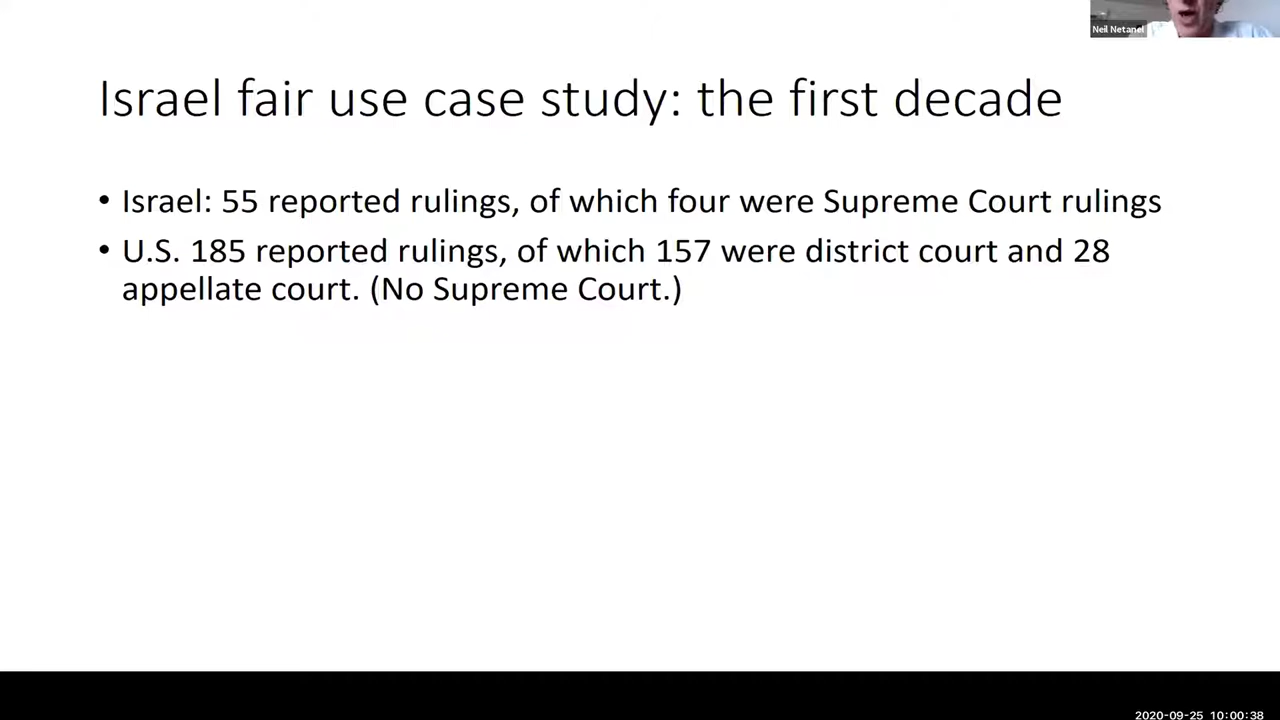 Neil Netanel
Israel fair use case study: the first decade
• Israel: 55 reported rulings, of which four were Supreme Court rulings
• U.S. 185 reported rulings, of which 157 were district court and 28
appellate court. (No Supreme Court.)
2020-09-25 10:00:38